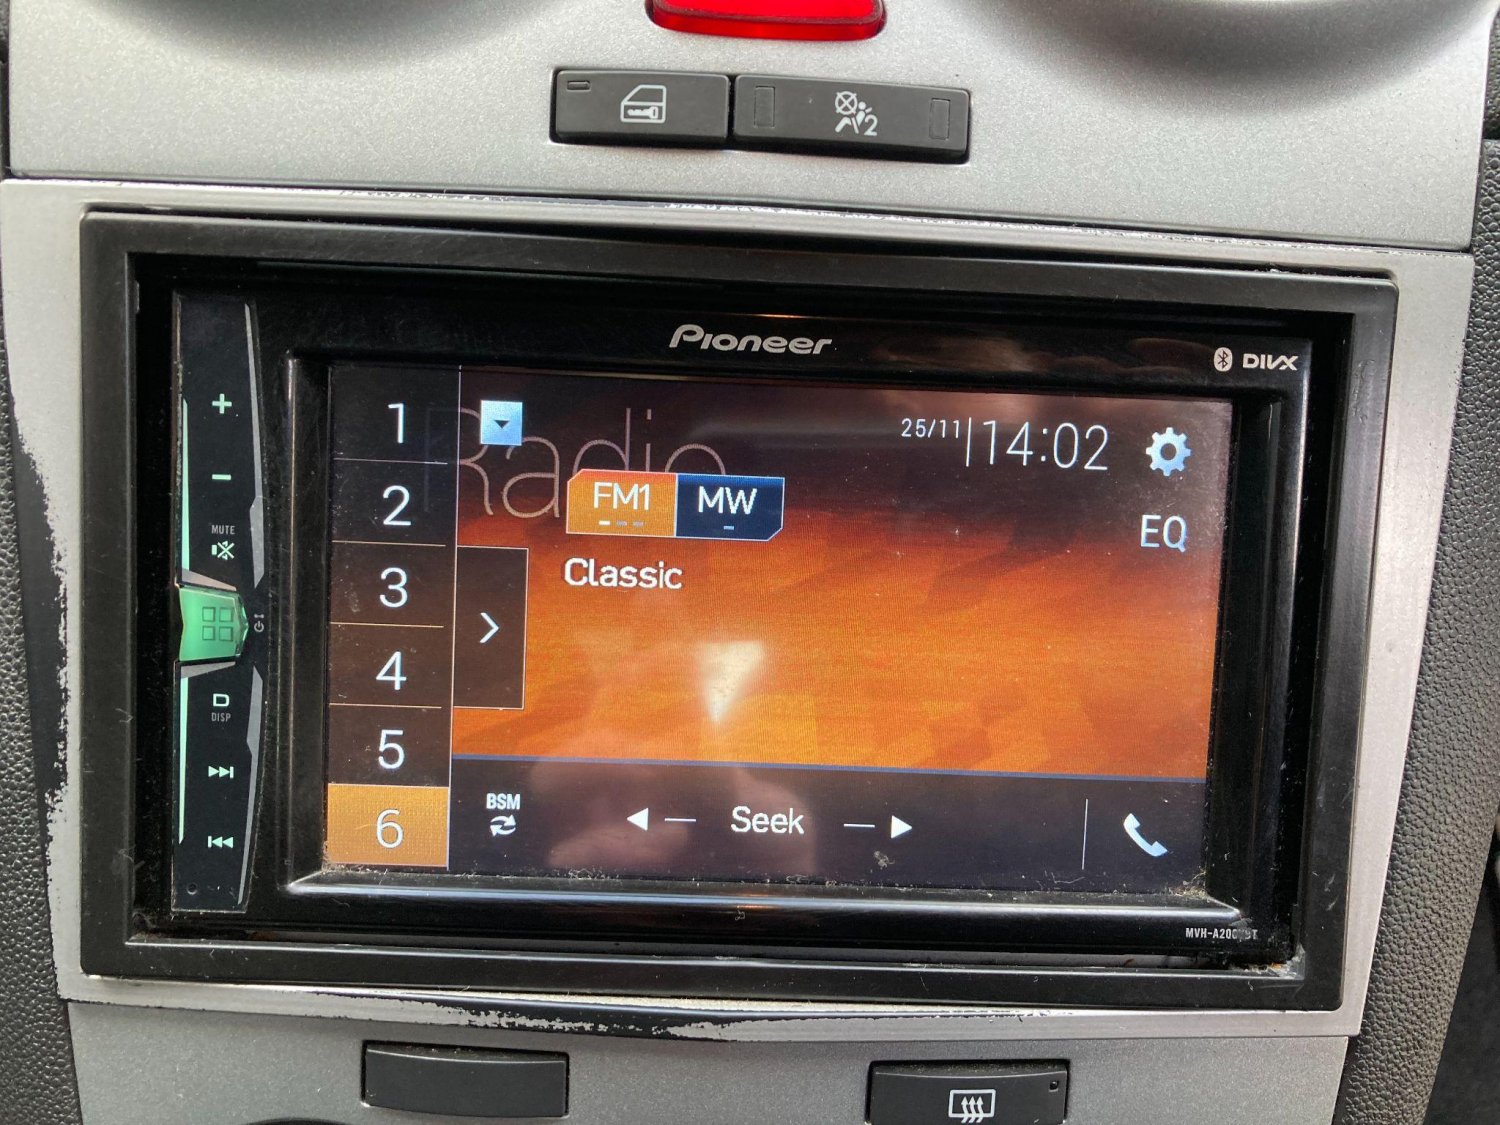 2
Pioneer
DIVX
Radio
25/11 14:02
FM1 MW
EQ
Classic
1
2
3
4
5
6
MUTE
D
DISP
BSM
Seek